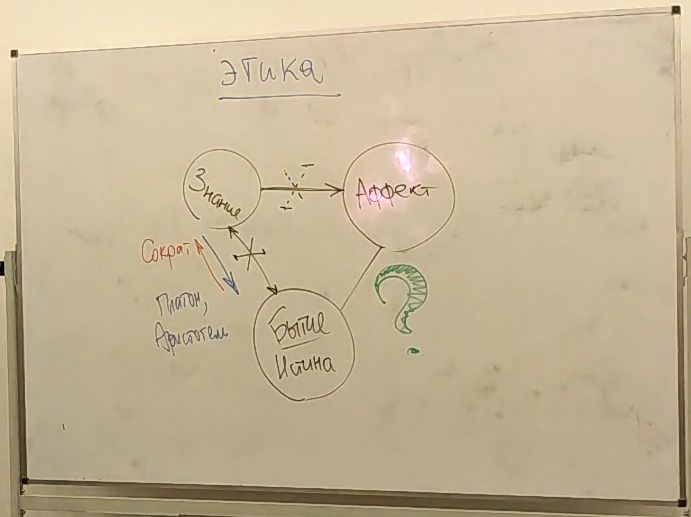 этика
Знание
Аффект
Сократ
Платон,
Аристотель
Бытие
Истина
?